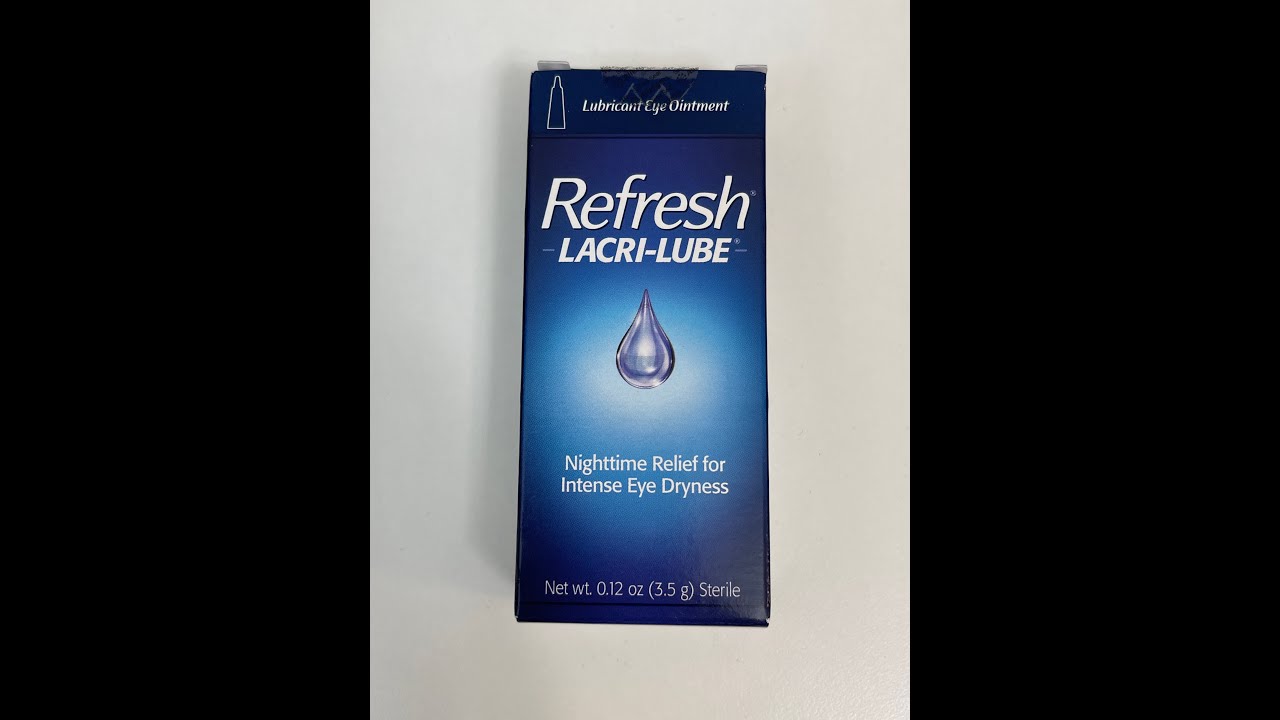 Lubricant Eye Ointment
Refresh®
LACRI-LUBE®
Nighttime Relief for
Intense Eye Dryness
Net wt. 0.12 oz (3.5 g) Sterile